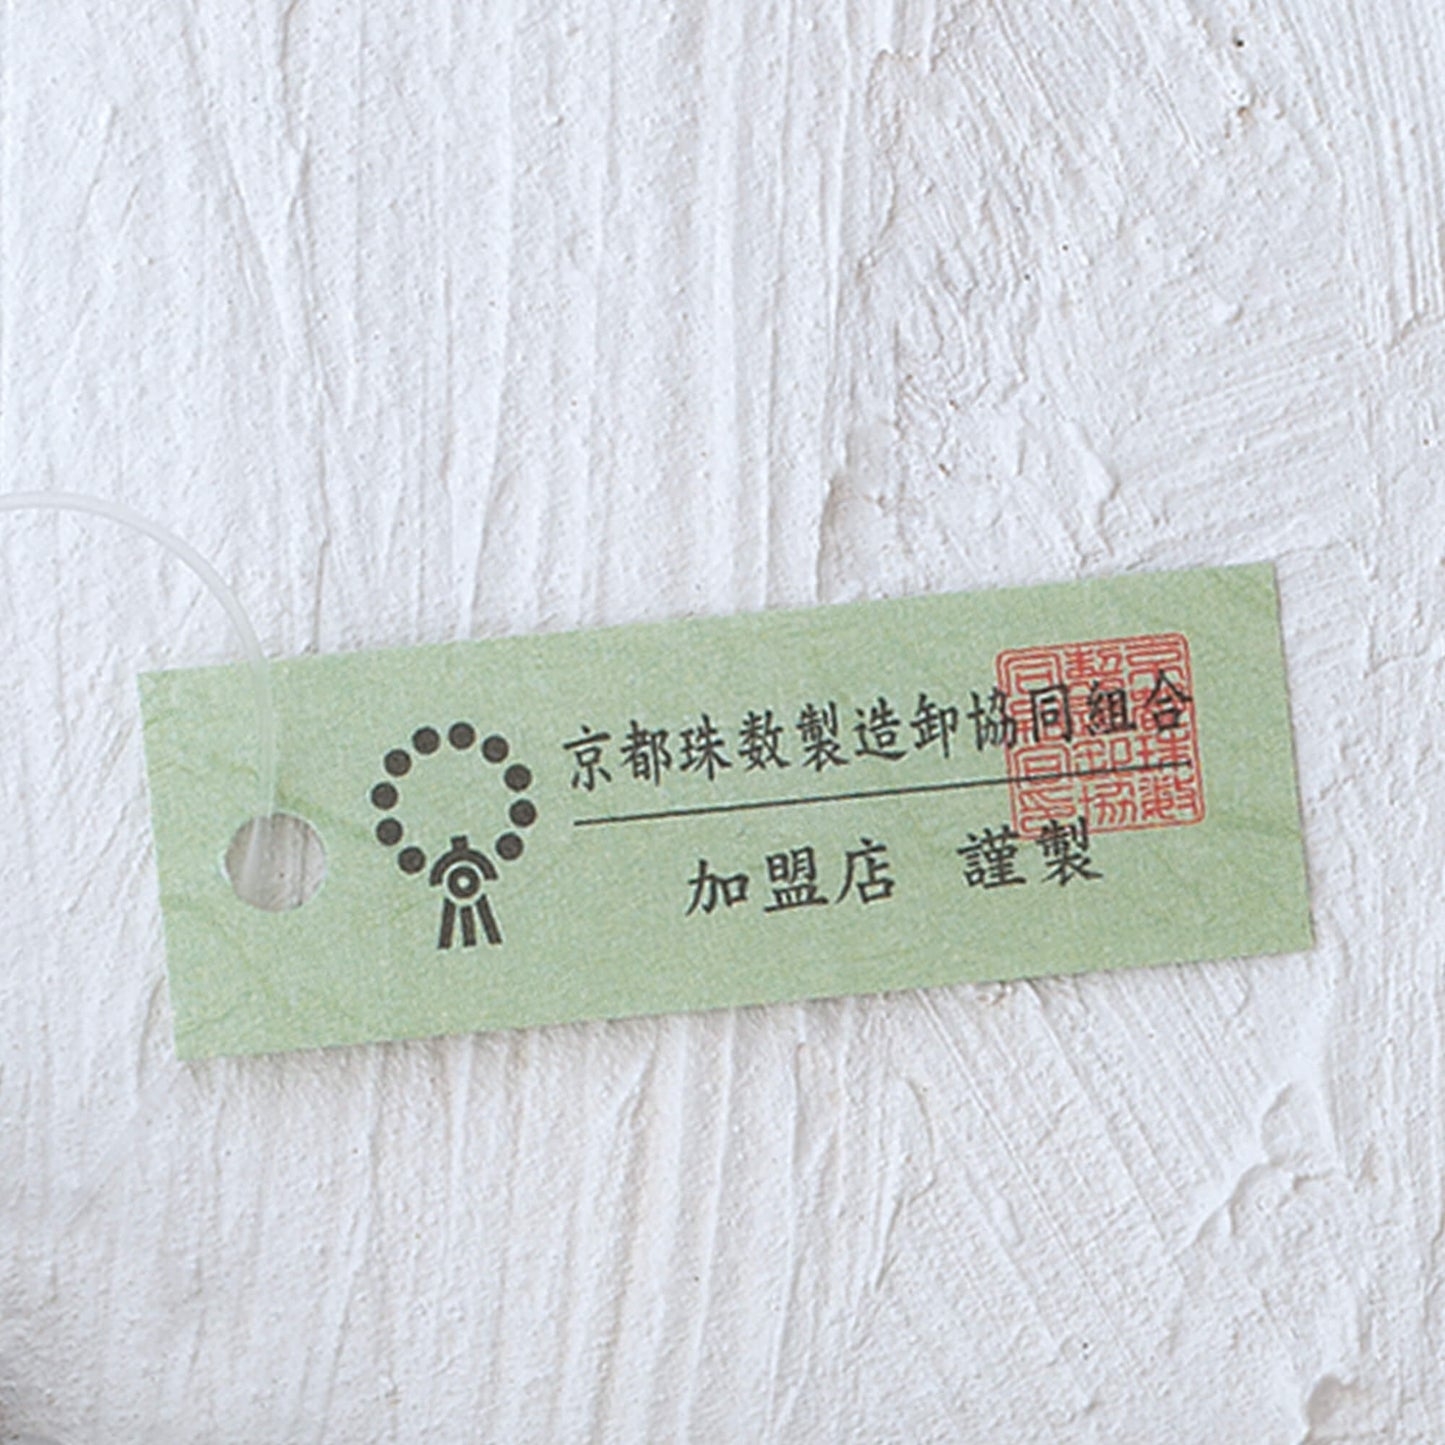 京都珠数製造卸協同組合
加盟店 謹製